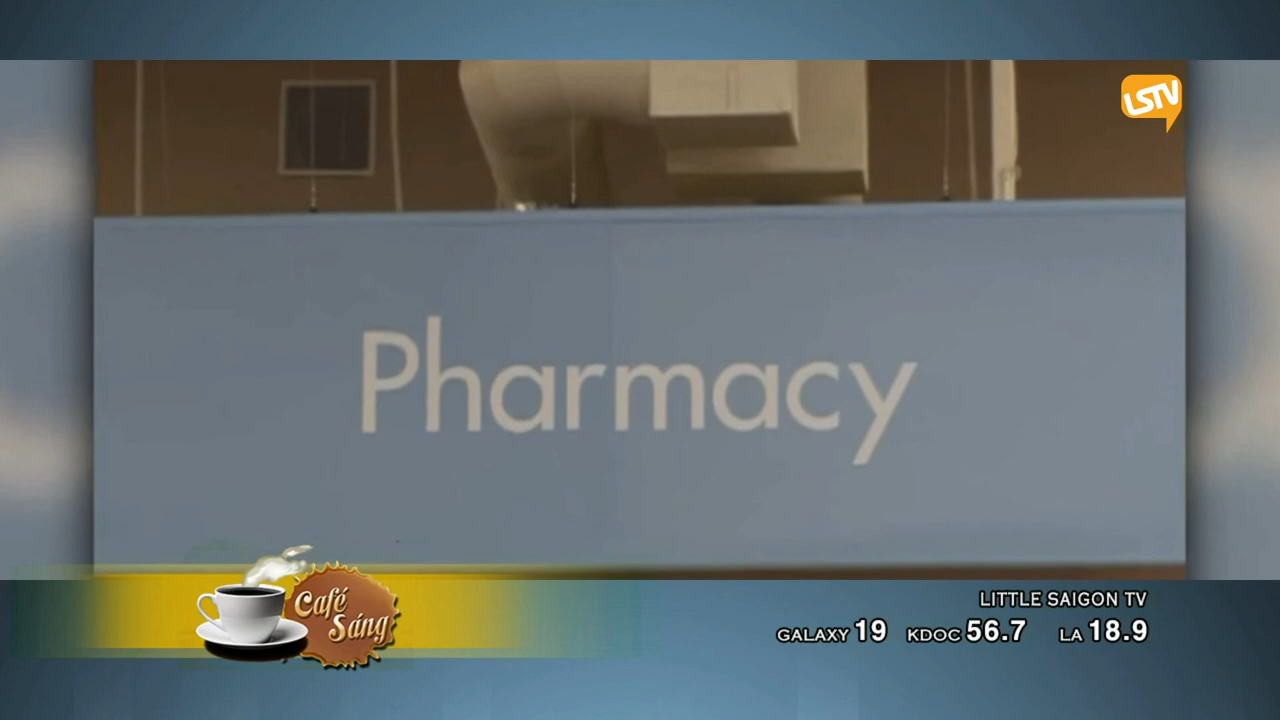 LSTV
Pharmacy
Café
Sáng
LITTLE SAIGON TV
GALAXY 19 KDOC 56.7 LA 18.9